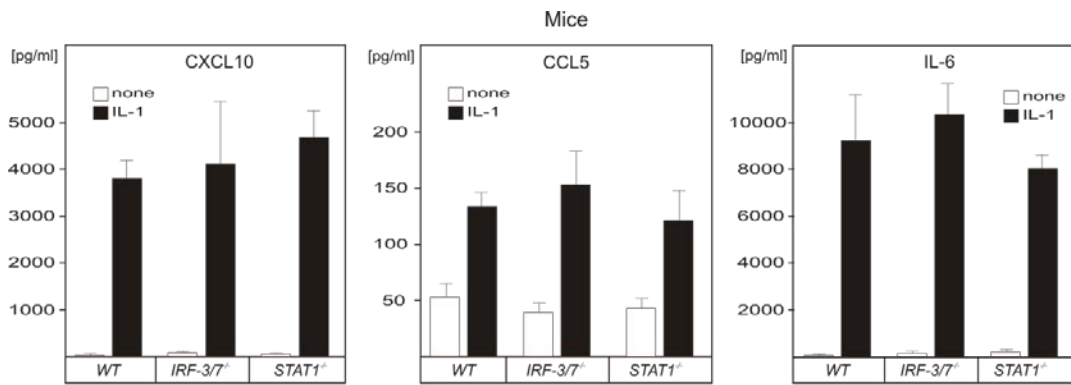 Mice
[pg/ml]
CXCL10
none
IL-1
5000
4000
3000
2000
1000
WT
IRF-3/7-/-
STAT1-/-
[pg/ml]
CCL5
none
IL-1
200
150
100
50
WT
IRF-3/7-/-
STAT1-/-
[pg/ml]
IL-6
none
IL-1
10000
8000
6000
4000
2000
WT
IRF-3/7-/-
STAT1-/-